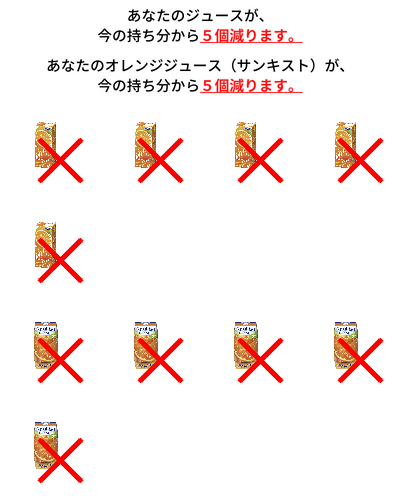 あなたのジュースが、
今の持ち分から５個減ります。
あなたのオレンジジュース（サンキスト）が、
今の持ち分から５個減ります。